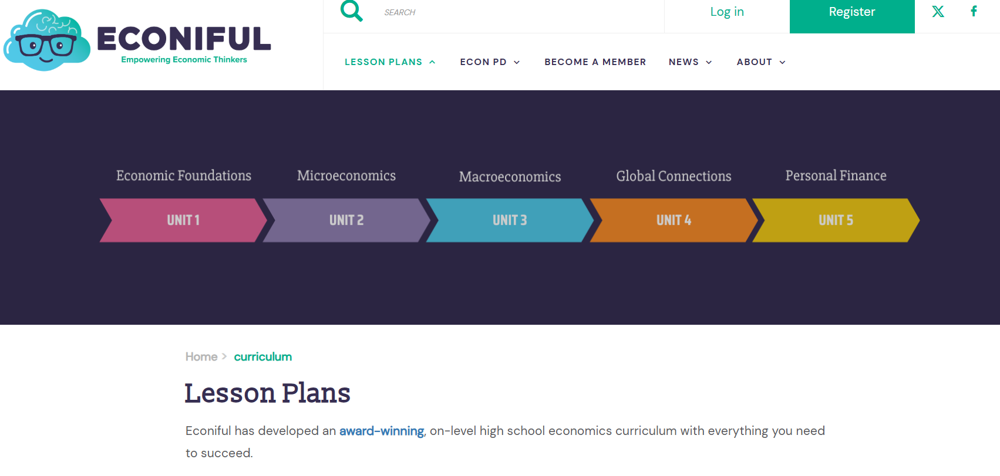 ECONIFUL
Empowering Economic Thinkers
SEARCH
Log in
Register
LESSON PLANS
ECON PD
BECOME A MEMBER
NEWS
ABOUT
Economic Foundations
Microeconomics
Macroeconomics
Global Connections
Personal Finance
UNIT 1
UNIT 2
UNIT 3
UNIT 4
UNIT 5
Home > curriculum
Lesson Plans
Econiful has developed an award-winning, on-level high school economics curriculum with everything you need
to succeed.